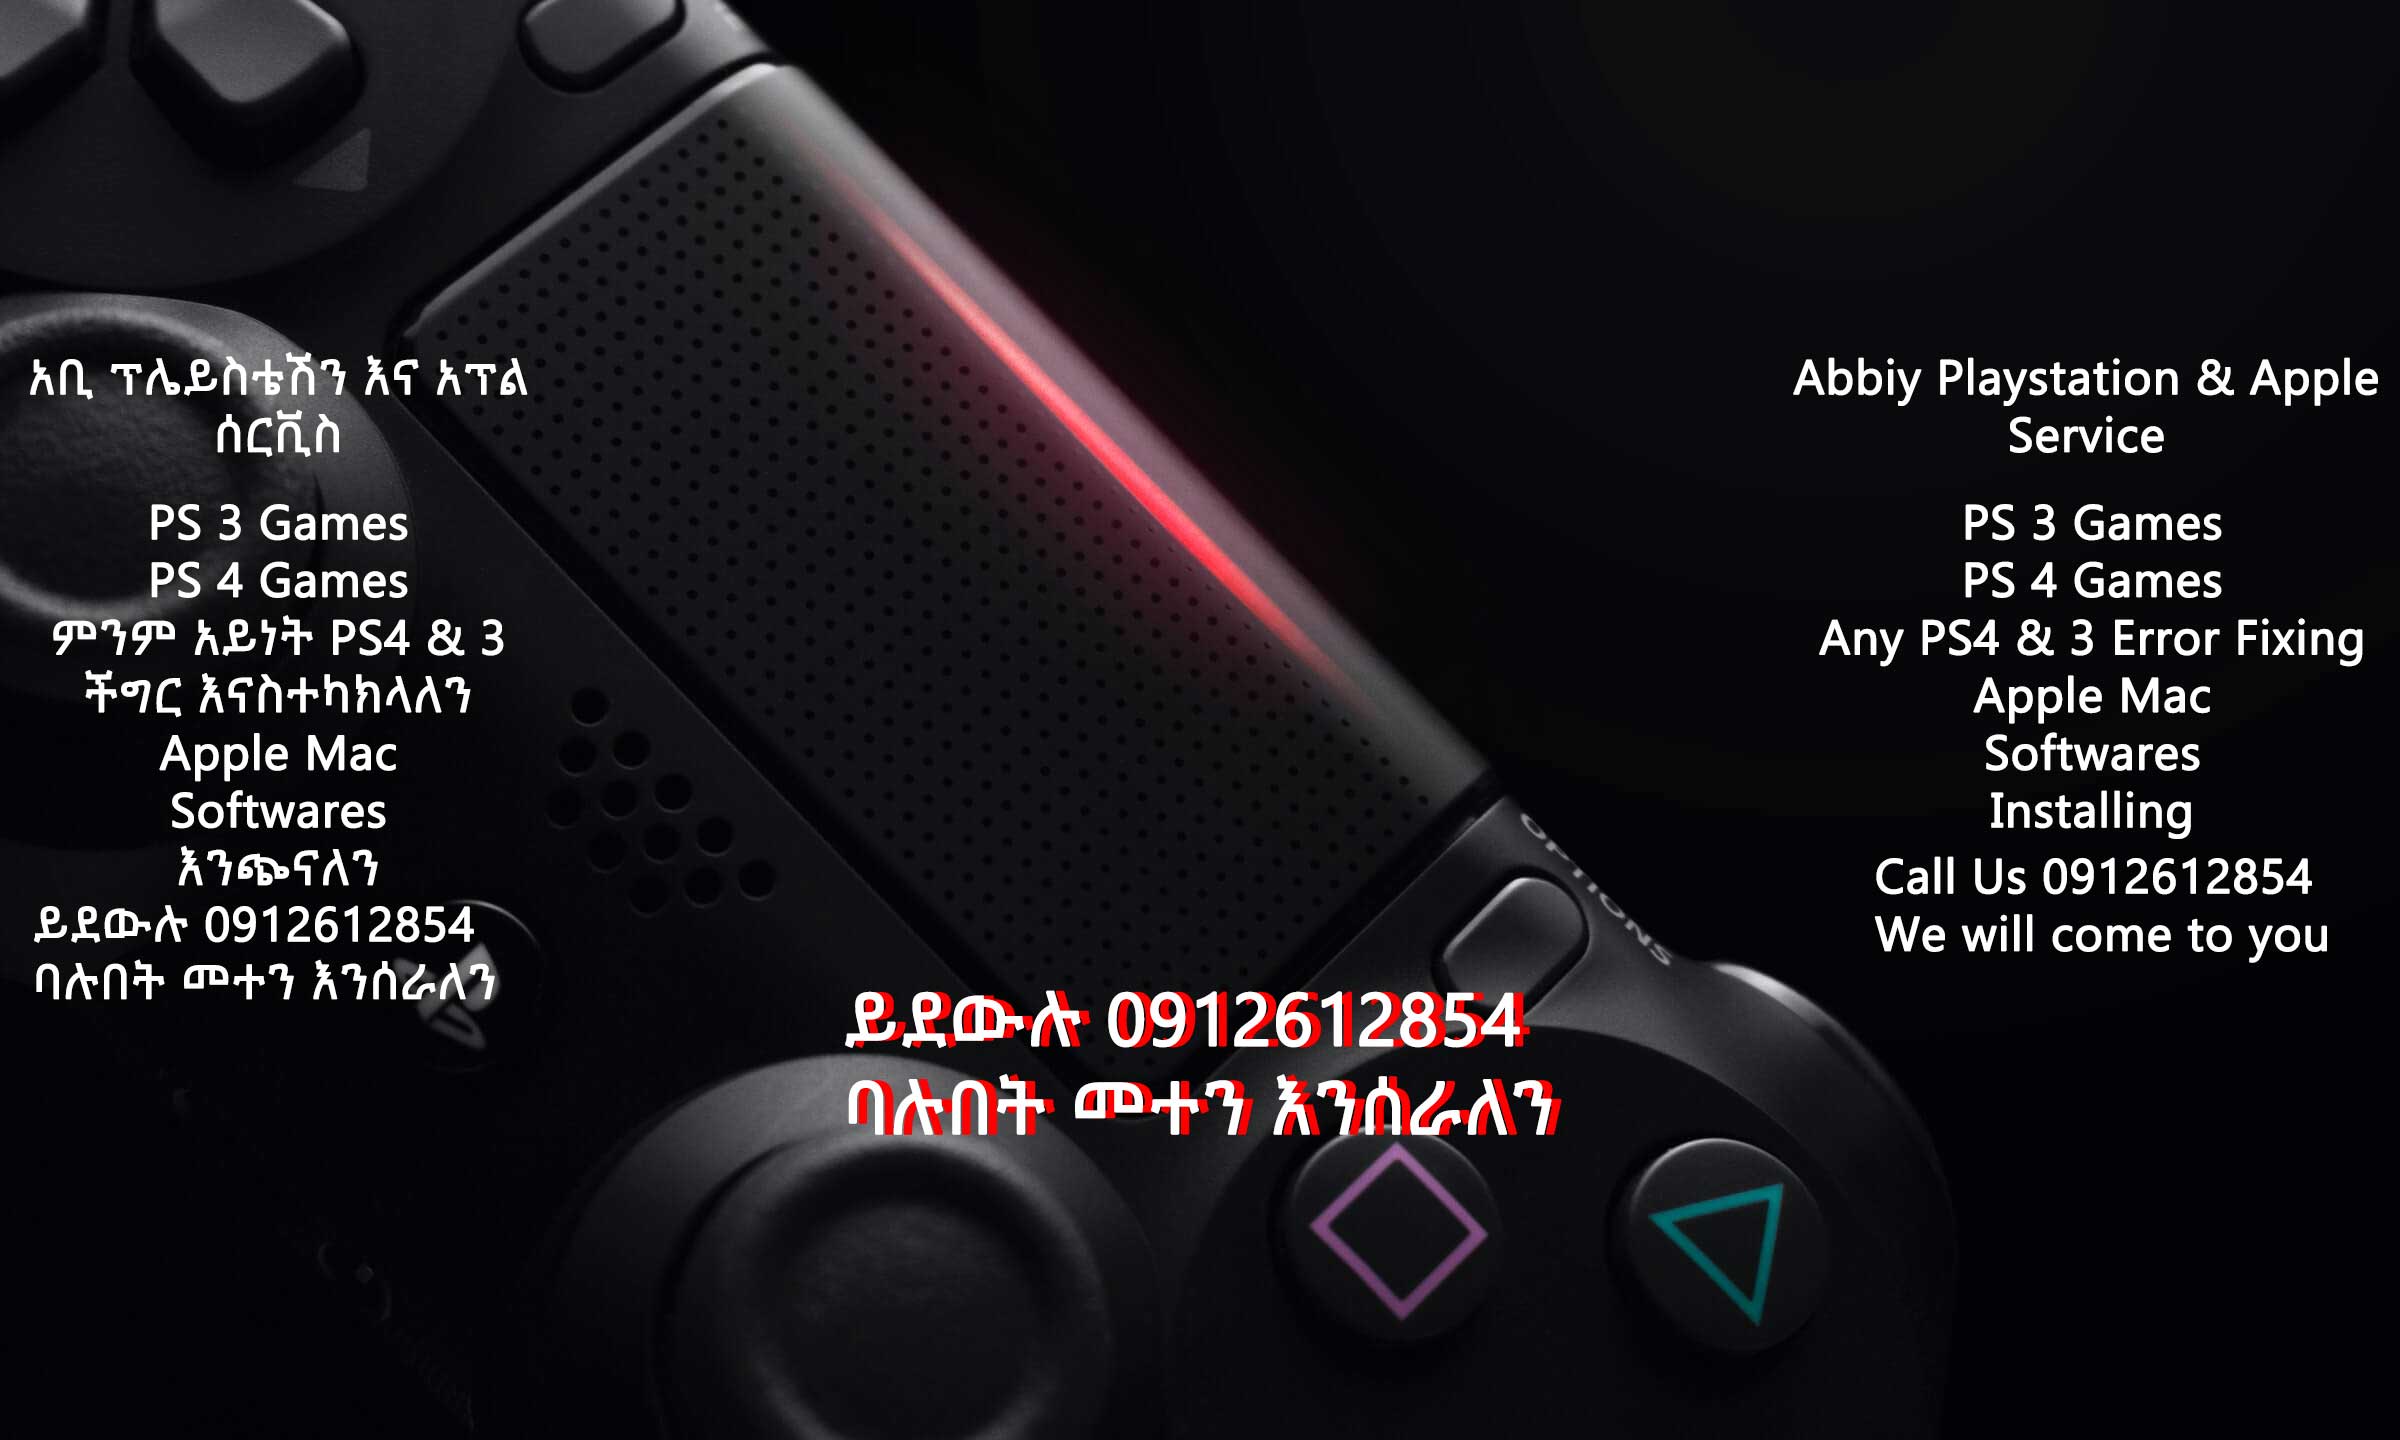 አቢ ፕሌይስቴሽን እና አፕል
ሰርቪስ
PS 3 Games
PS 4 Games
ምንም አይነት PS4 & 3
ችግር እናስተካክላለን
Apple Mac
Softwares
እንጭናለን
ይደውሉ 0912612854
ባሉበት መተን እንሰራለን
Abbiy Playstation & Apple
Service
PS 3 Games
PS 4 Games
Any PS4 & 3 Error Fixing
Apple Mac
Softwares
Installing
Call Us 0912612854
We will come to you
OPTIONS
ይደውሉ 0912612854
ባሉበት መተን እንሰራለን